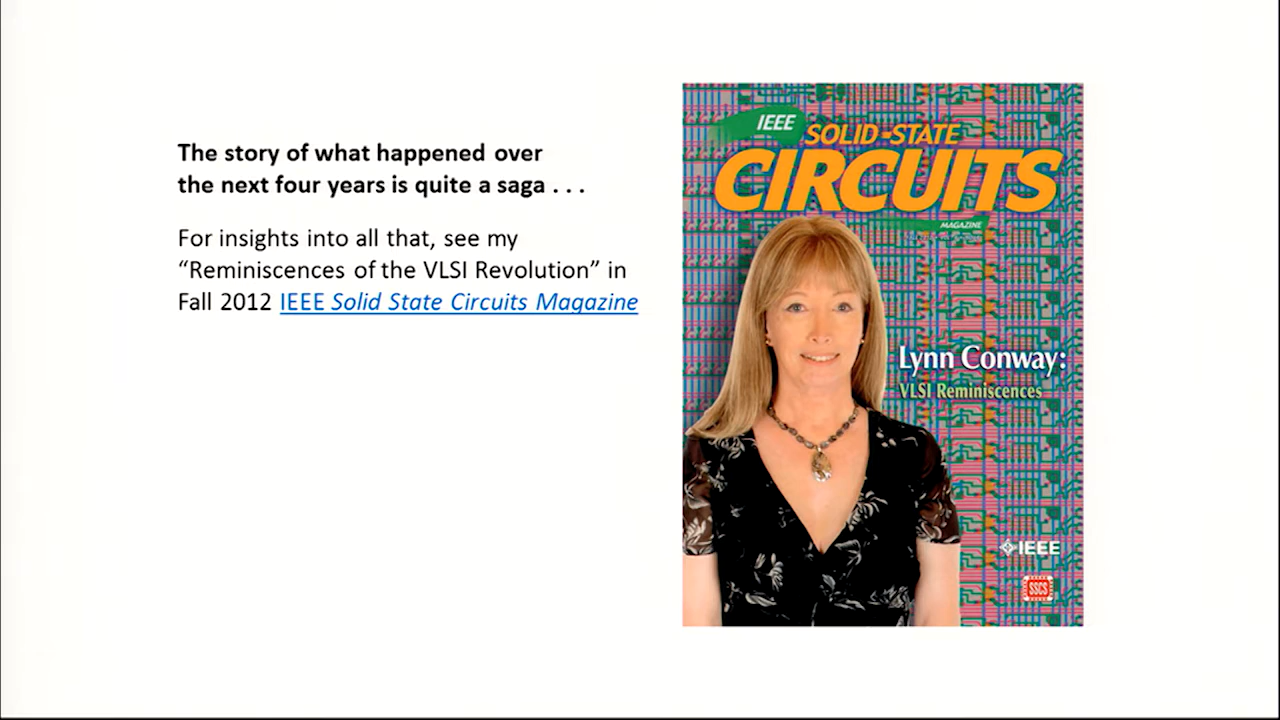 The story of what happened over
the next four years is quite a saga . . .
For insights into all that, see my
“Reminiscences of the VLSI Revolution” in
Fall 2012 IEEE Solid State Circuits Magazine
IEEE SOLID-STATE
CIRCUITS
MAGAZINE
Lynn Conway:
VLSI Reminiscences
IEEE
SSCS